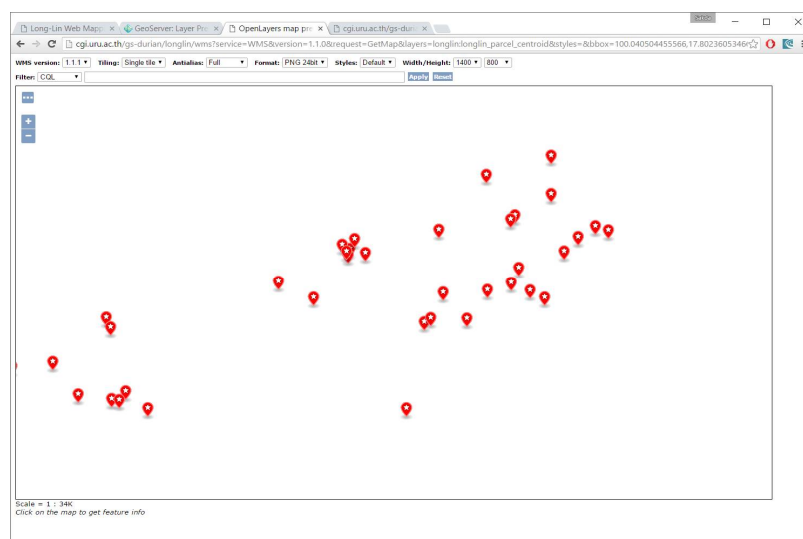 Long-Lin Web Mapp
GeoServer: Layer Pre
OpenLayers map pre
cgi.uru.ac.th/gs-duria
cgi.uru.ac.th/gs-durian/longlin/wms?service=WMS&version=1.1.0&request=GetMap&layers=longlin:longlin_parcel_centroid&styles=&bbox=100.040504455566,17.8023605346
WMS version: 1.1.1 Tiling: Single tile Antialias: Full Format: PNG 24bit Styles: Default Width/Height: 1400 800
Filter: CQL Apply Reset
Scale = 1 : 34K
Click on the map to get feature info